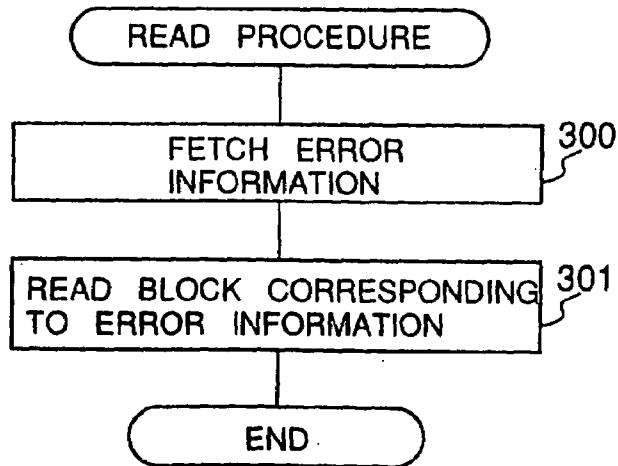 READ PROCEDURE
FETCH ERROR
INFORMATION
300
READ BLOCK CORRESPONDING
TO ERROR INFORMATION
301
END